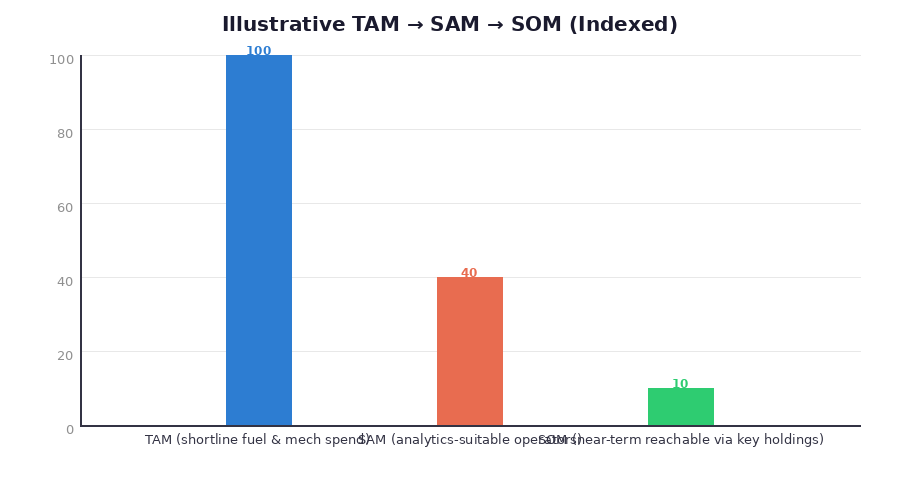 Illustrative TAM → SAM → SOM (Indexed)
100
100
80
60
40
40
20
10
0
TAM (shortline fuel & mech spend)
SAM (analytics-suitable operators)
SOM (near-term reachable via key holdings)